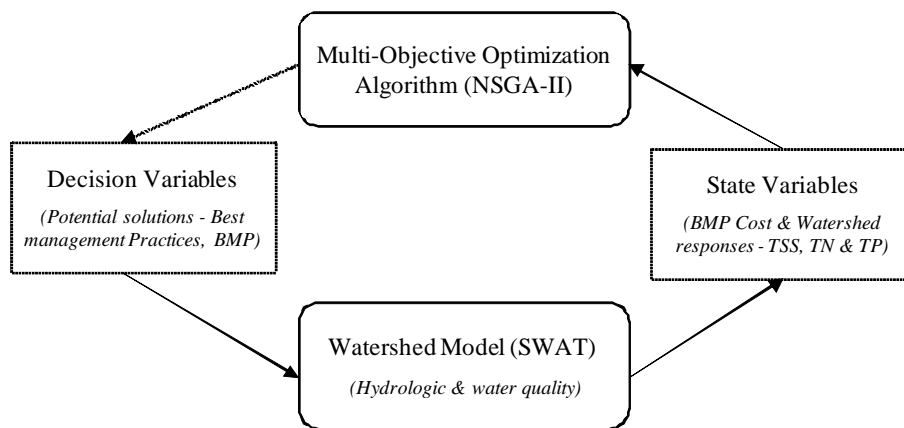 Multi-Objective Optimization
Algorithm (NSGA-II)
Decision Variables
(Potential solutions - Best
management Practices, BMP)
State Variables
(BMP Cost & Watershed
responses - TSS, TN & TP)
Watershed Model (SWAT)
(Hydrologic & water quality)